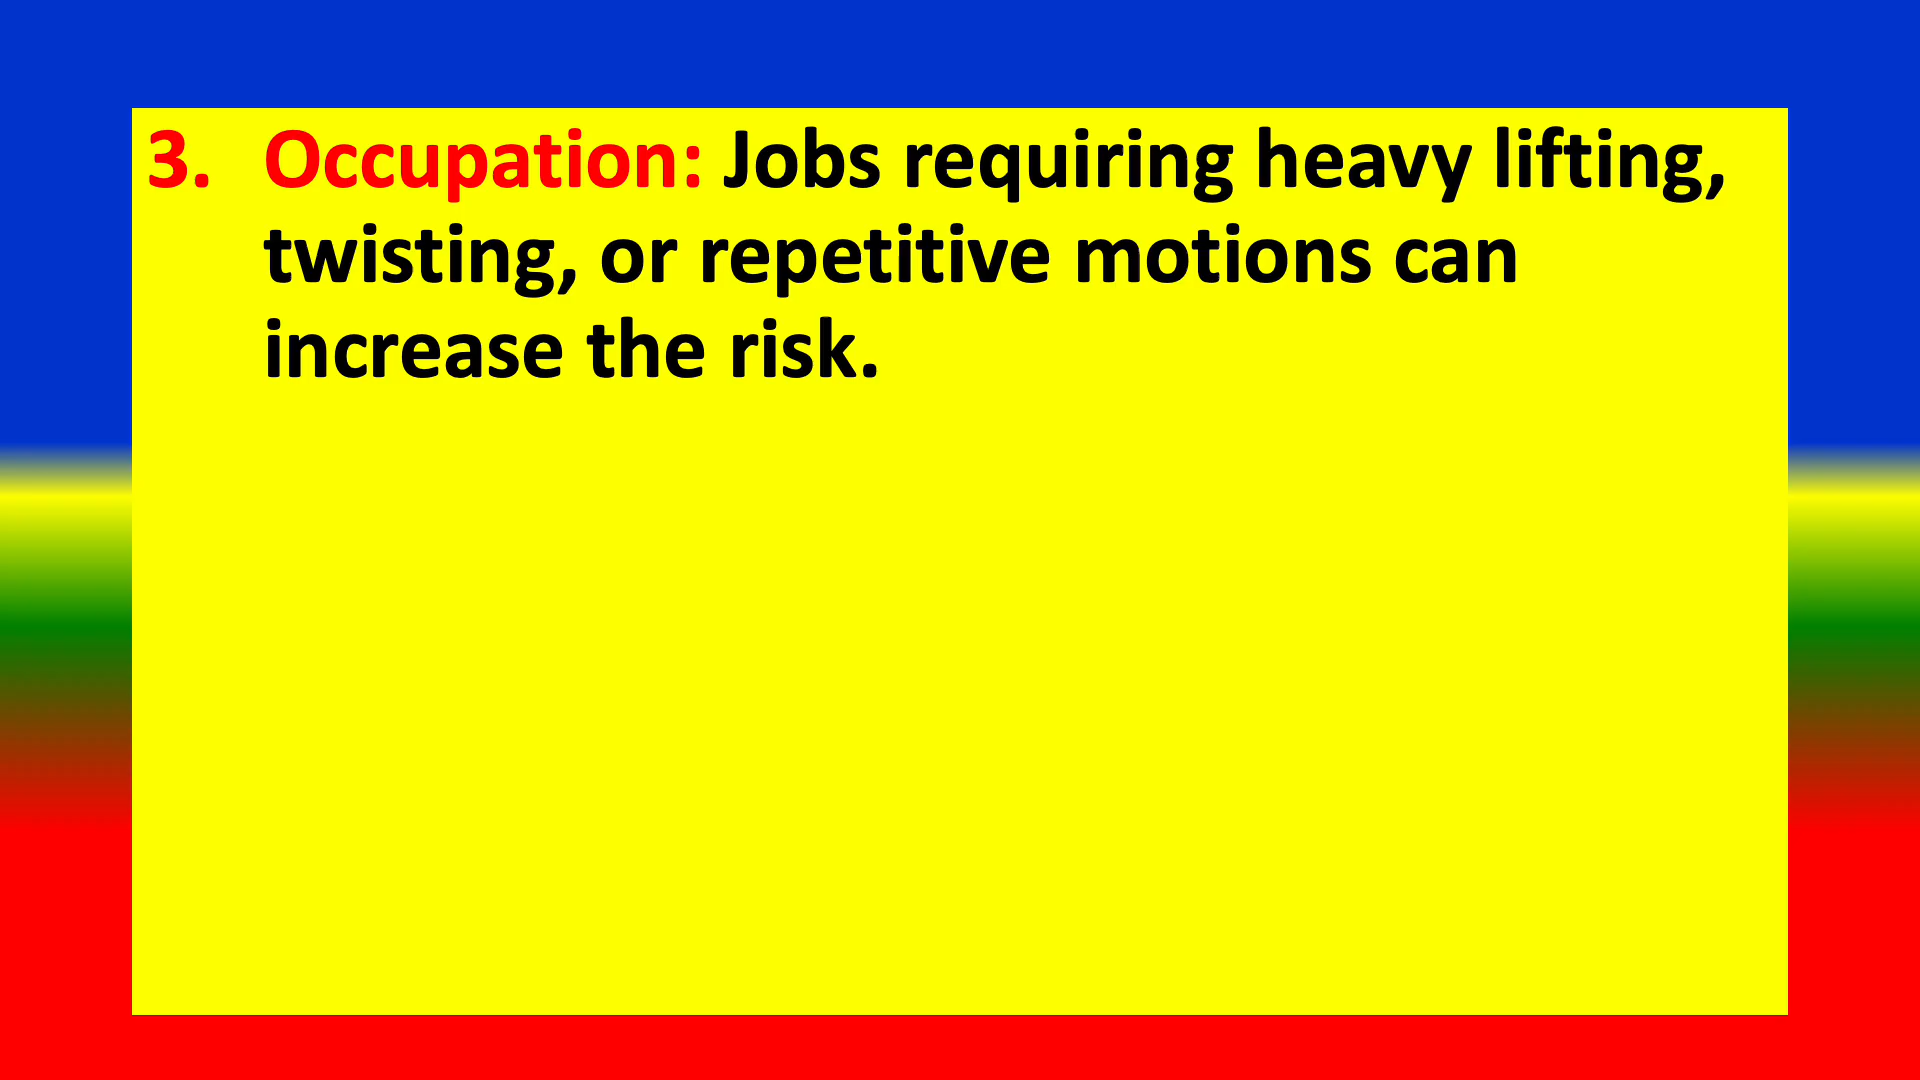 3. Occupation: Jobs requiring heavy lifting,
twisting, or repetitive motions can
increase the risk.